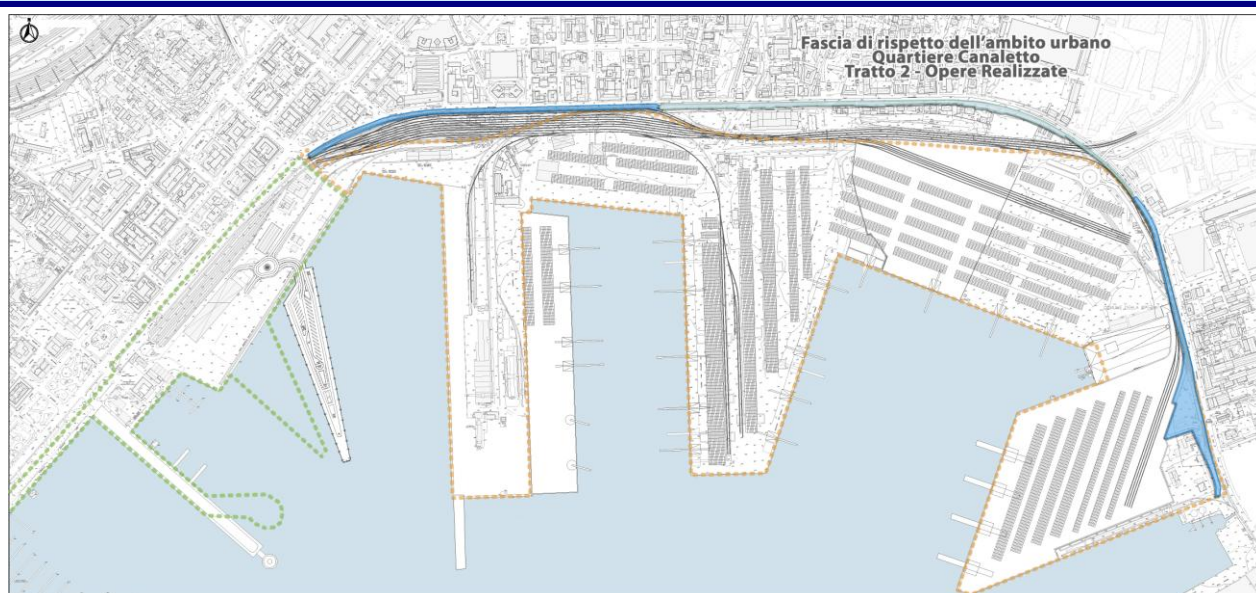 Fascia di rispetto dell'ambito urbano
Quartiere Canaletto
Tratto 2 - Opere Realizzate